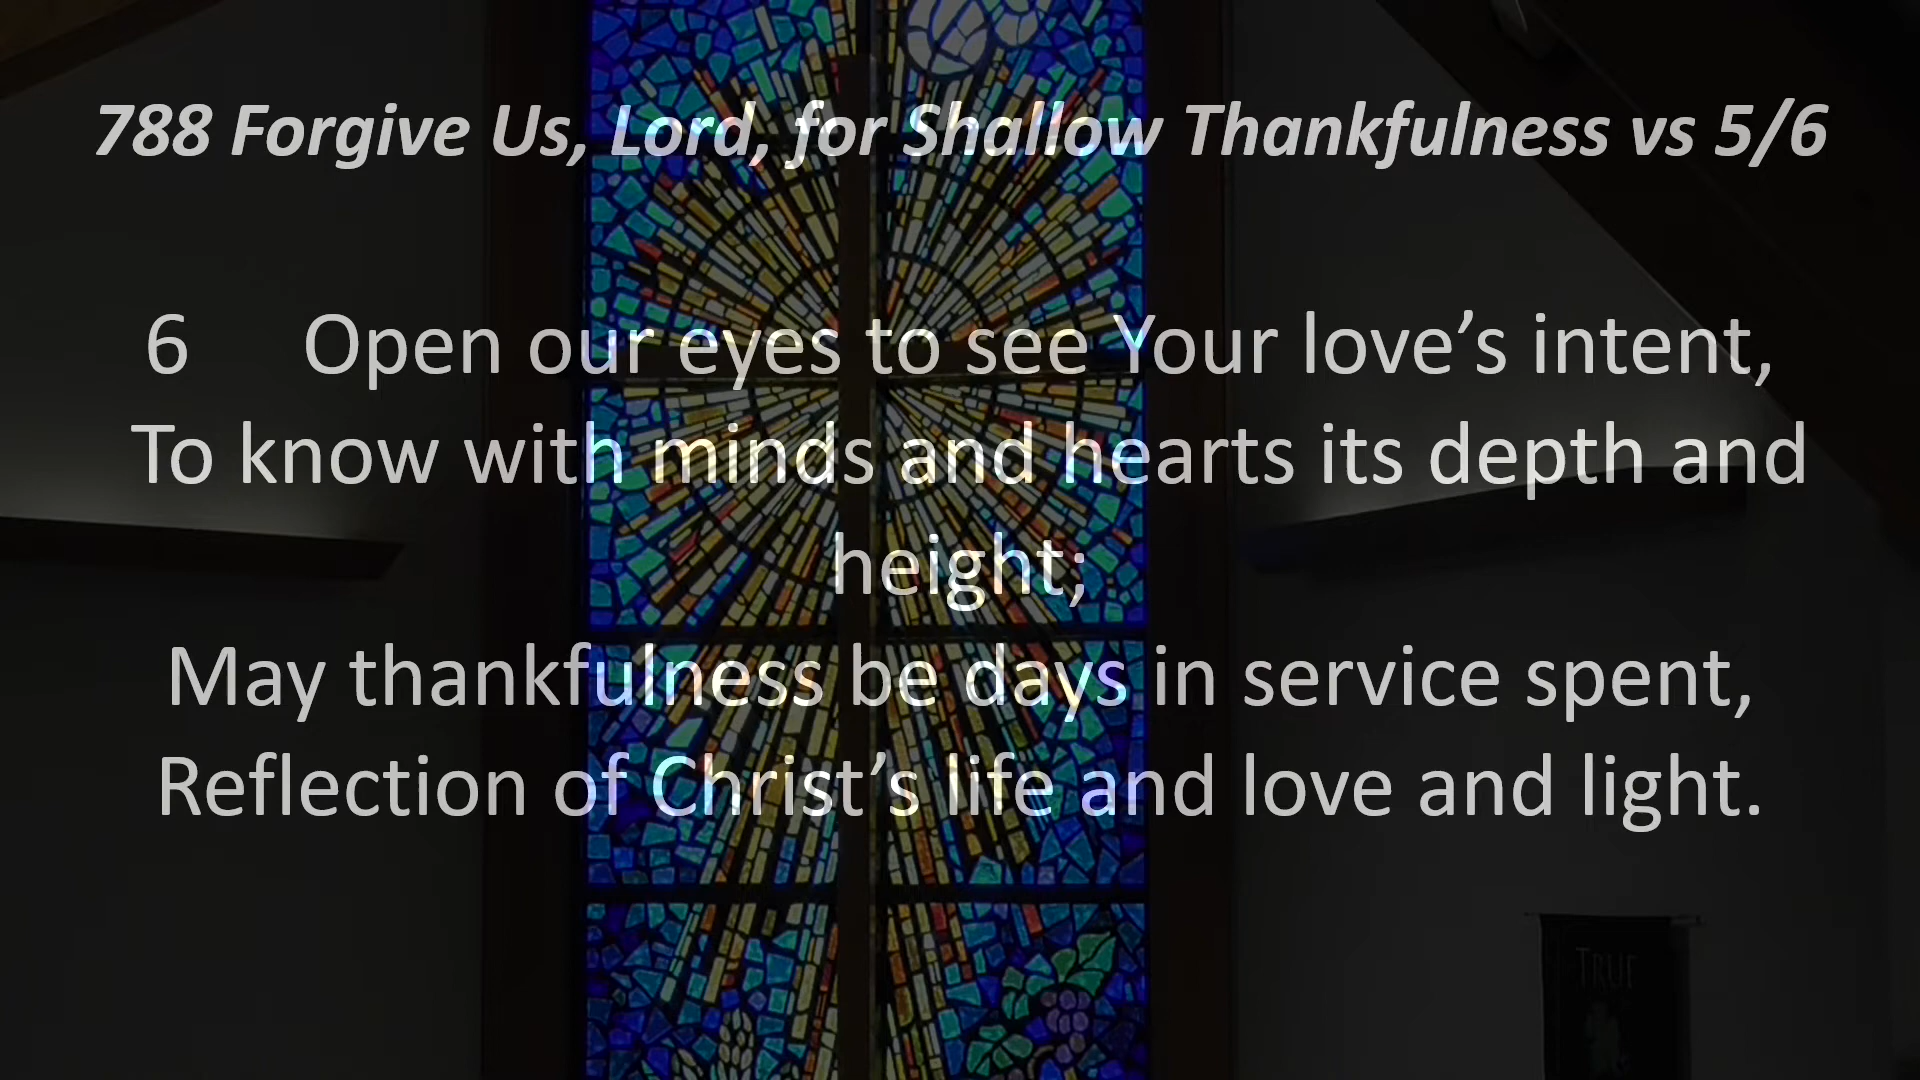 788 Forgive Us, Lord, for Shallow Thankfulness vs 5/6
6 Open our eyes to see Your love’s intent,
To know with minds and hearts its depth and
height;
May thankfulness be days in service spent,
Reflection of Christ’s life and love and light.
TRUE